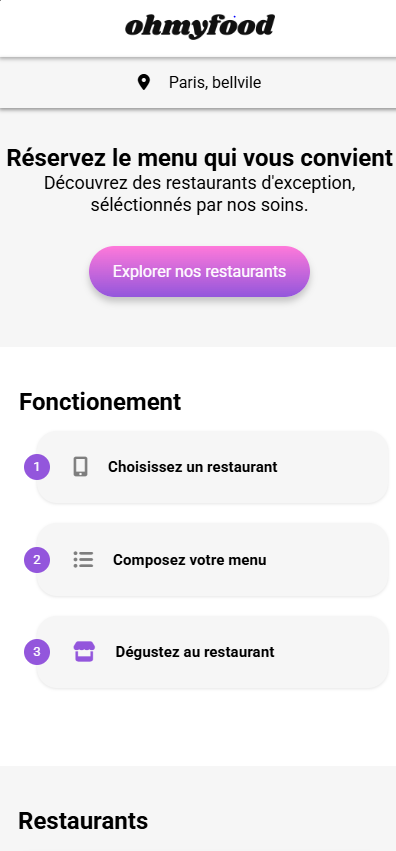 ohmyfood
Paris, bellvile
Réservez le menu qui vous convient
Découvrez des restaurants d'exception,
séléctionnés par nos soins.
Explorer nos restaurants
Fonctionement
1 Choisissez un restaurant
2 Composez votre menu
3 Dégustez au restaurant
Restaurants